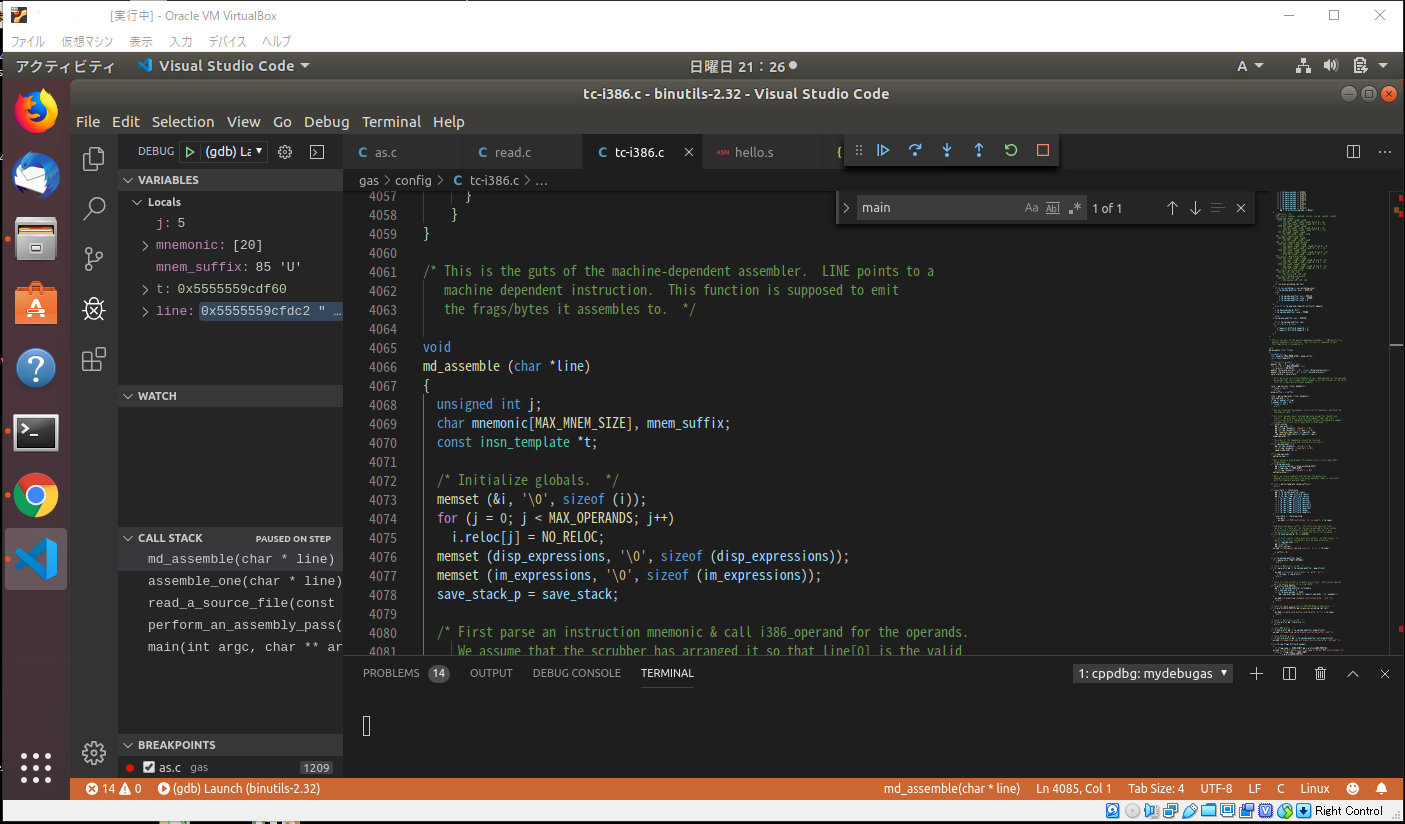 [実行中] - Oracle VM VirtualBox
ファイル 仮想マシン 表示 入力 デバイス ヘルプ
アクティビティ Visual Studio Code 日曜日 21：26 A
tc-i386.c - binutils-2.32 - Visual Studio Code
File Edit Selection View Go Debug Terminal Help
DEBUG (gdb) La
C as.c C read.c C tc-i386.c ASM hello.s {
gas > config > C tc-i386.c > ...
main Aa Abl .* 1 of 1
VARIABLES
Locals
j: 5
mnemonic: [20]
mnem_suffix: 85 'U'
t: 0x5555559cdf60
line: 0x5555559cfdc2 " …
WATCH
CALL STACK PAUSED ON STEP
md_assemble(char * line)
assemble_one(char * line)
read_a_source_file(const
perform_an_assembly_pass(
main(int argc, char ** ar
BREAKPOINTS
as.c gas 1209
4057 }
4058 }
4059 }
4060
4061 /* This is the guts of the machine-dependent assembler.  LINE points to a
4062 machine dependent instruction.  This function is supposed to emit
4063 the frags/bytes it assembles to.  */
4064
4065 void
4066 md_assemble (char *line)
4067 {
4068 unsigned int j;
4069 char mnemonic[MAX_MNEM_SIZE], mnem_suffix;
4070 const insn_template *t;
4071
4072 /* Initialize globals.  */
4073 memset (&i, '\0', sizeof (i));
4074 for (j = 0; j < MAX_OPERANDS; j++)
4075 i.reloc[j] = NO_RELOC;
4076 memset (disp_expressions, '\0', sizeof (disp_expressions));
4077 memset (im_expressions, '\0', sizeof (im_expressions));
4078 save_stack_p = save_stack;
4079
4080 /* First parse an instruction mnemonic & call i386_operand for the operands.
4081 We assume that the scrubber has arranged it so that line[0] is the valid
PROBLEMS 14 OUTPUT DEBUG CONSOLE TERMINAL 1: cppdbg: mydebugas
14 0 (gdb) Launch (binutils-2.32) md_assemble(char * line) Ln 4085, Col 1 Tab Size: 4 UTF-8 LF C Linux
Right Control